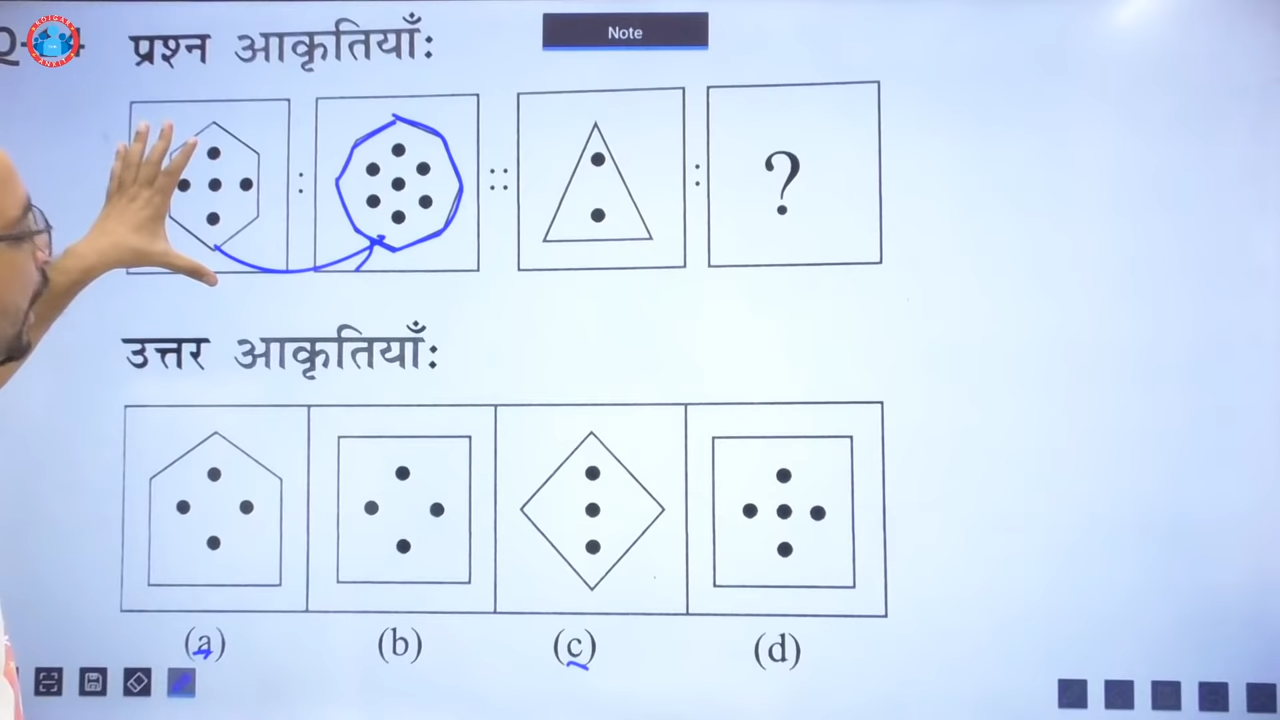 प्रश्न आकृतियाँः
Note
: :: :
?
उत्तर आकृतियाँः
(a) (b) (c) (d)